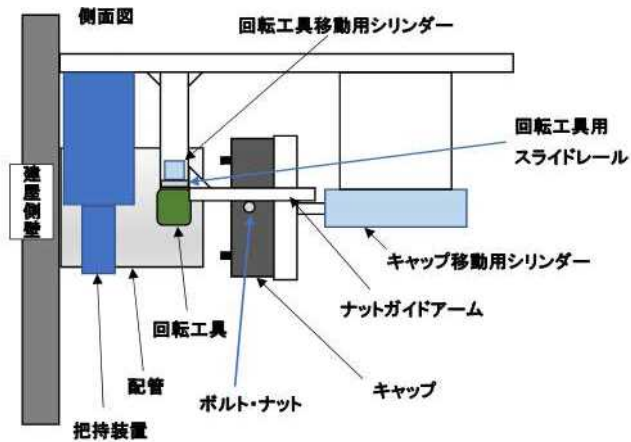 側面図
回転工具移動用シリンダー
回転工具用
スライドレール
建屋側壁
キャップ移動用シリンダー
ナットガイドアーム
回転工具
配管
ボルト・ナット
キャップ
把持装置